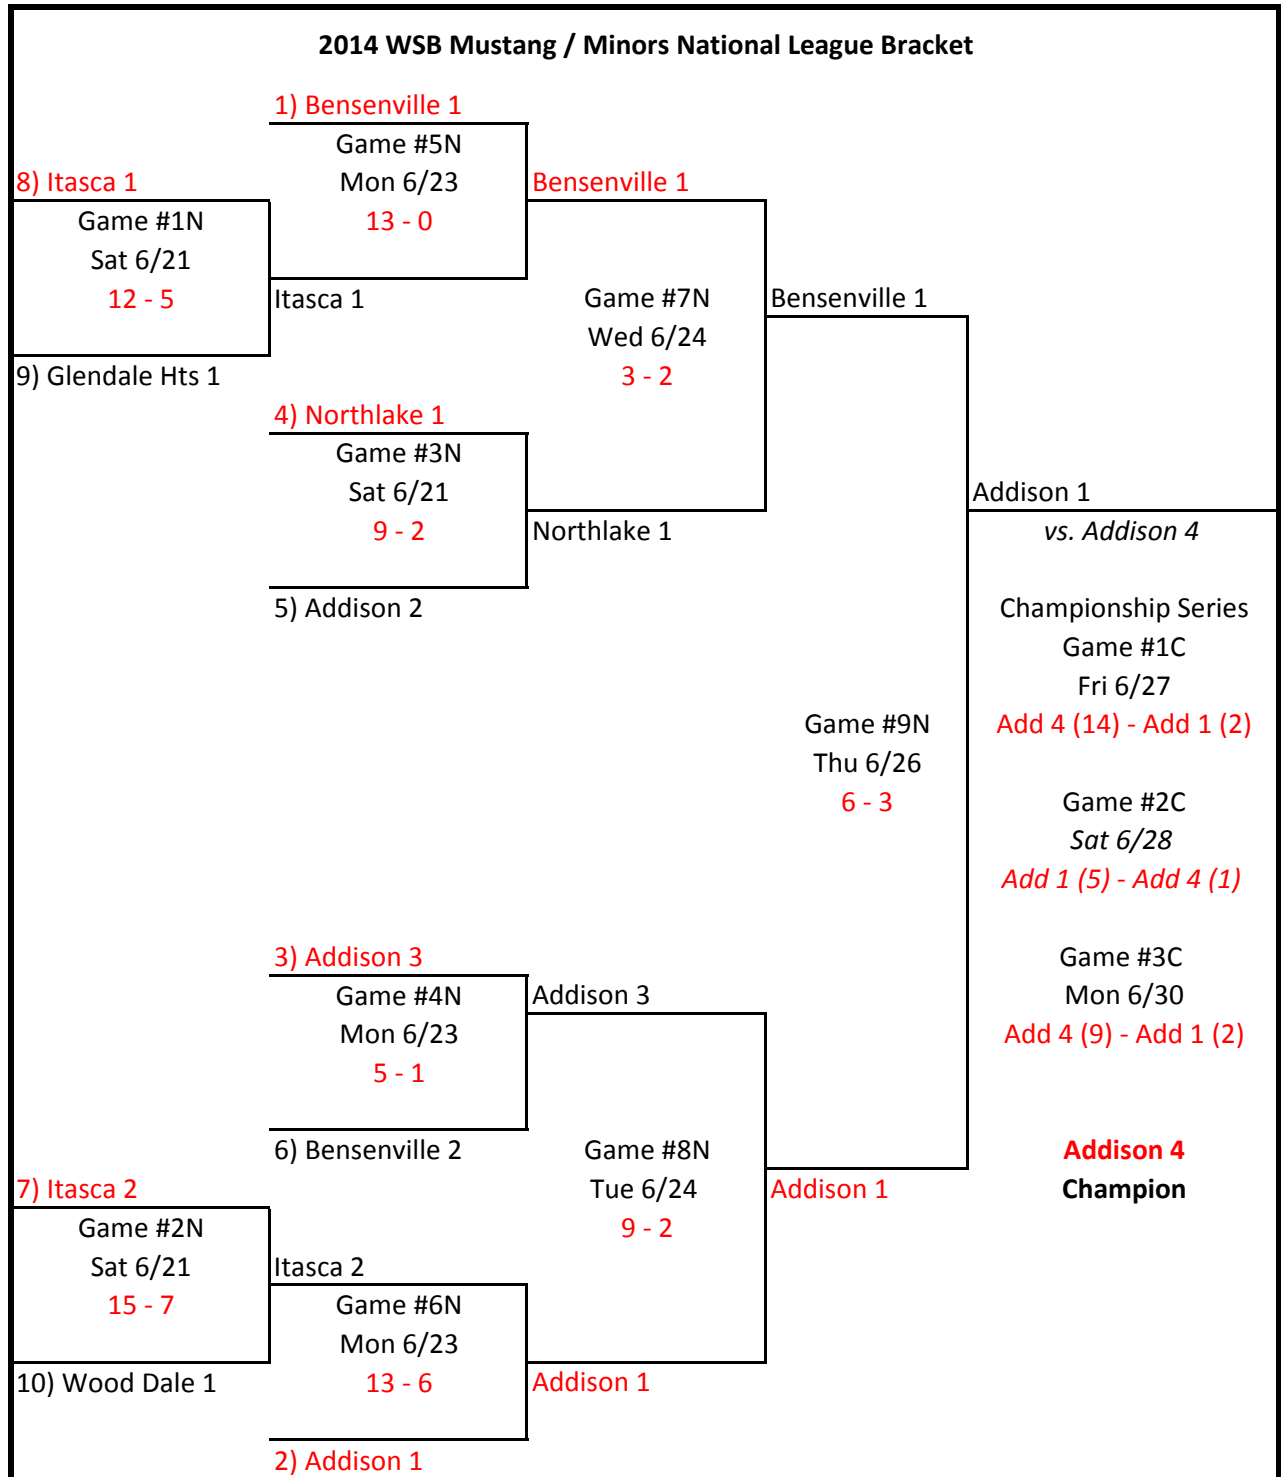 2014 WSB Mustang / Minors National League Bracket
1) Bensenville 1
Game #5N
Mon 6/23
13 - 0
8) Itasca 1
Game #1N
Sat 6/21
12 - 5
Itasca 1
9) Glendale Hts 1
Bensenville 1
Game #7N
Wed 6/24
3 - 2
Bensenville 1
4) Northlake 1
Game #3N
Sat 6/21
9 - 2
Northlake 1
5) Addison 2
Addison 1
vs. Addison 4
Championship Series
Game #1C
Fri 6/27
Add 4 (14) - Add 1 (2)
Game #9N
Thu 6/26
6 - 3
Game #2C
Sat 6/28
Add 1 (5) - Add 4 (1)
3) Addison 3
Game #4N
Mon 6/23
5 - 1
Addison 3
6) Bensenville 2
Game #3C
Mon 6/30
Add 4 (9) - Add 1 (2)
Game #8N
Tue 6/24
9 - 2
Addison 1
Addison 4
Champion
7) Itasca 2
Game #2N
Sat 6/21
15 - 7
Itasca 2
10) Wood Dale 1
Game #6N
Mon 6/23
13 - 6
Addison 1
2) Addison 1